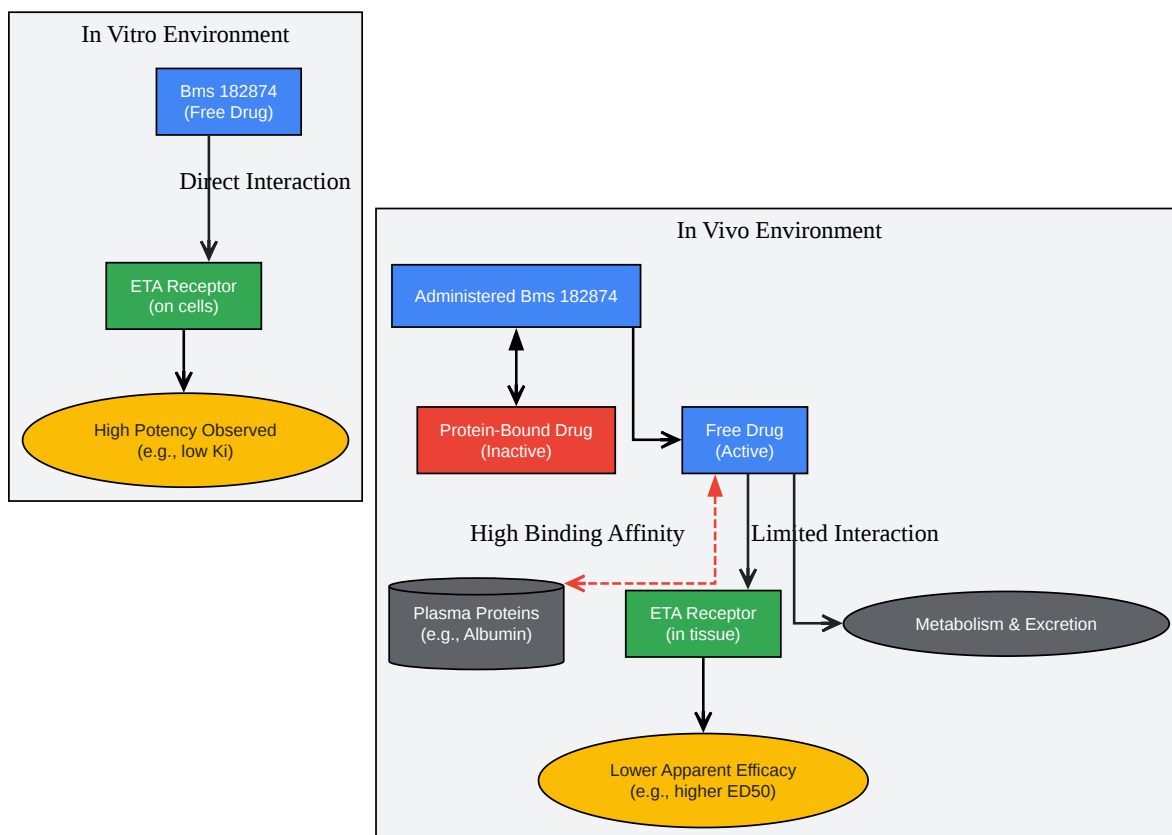 In Vitro Environment
Bms 182874
(Free Drug)
Direct Interaction
ETA Receptor
(on cells)
High Potency Observed
(e.g., low Ki)
In Vivo Environment
Administered Bms 182874
Protein-Bound Drug
(Inactive)
Free Drug
(Active)
High Binding Affinity
Limited Interaction
Plasma Proteins
(e.g., Albumin)
ETA Receptor
(in tissue)
Metabolism & Excretion
Lower Apparent Efficacy
(e.g., higher ED50)